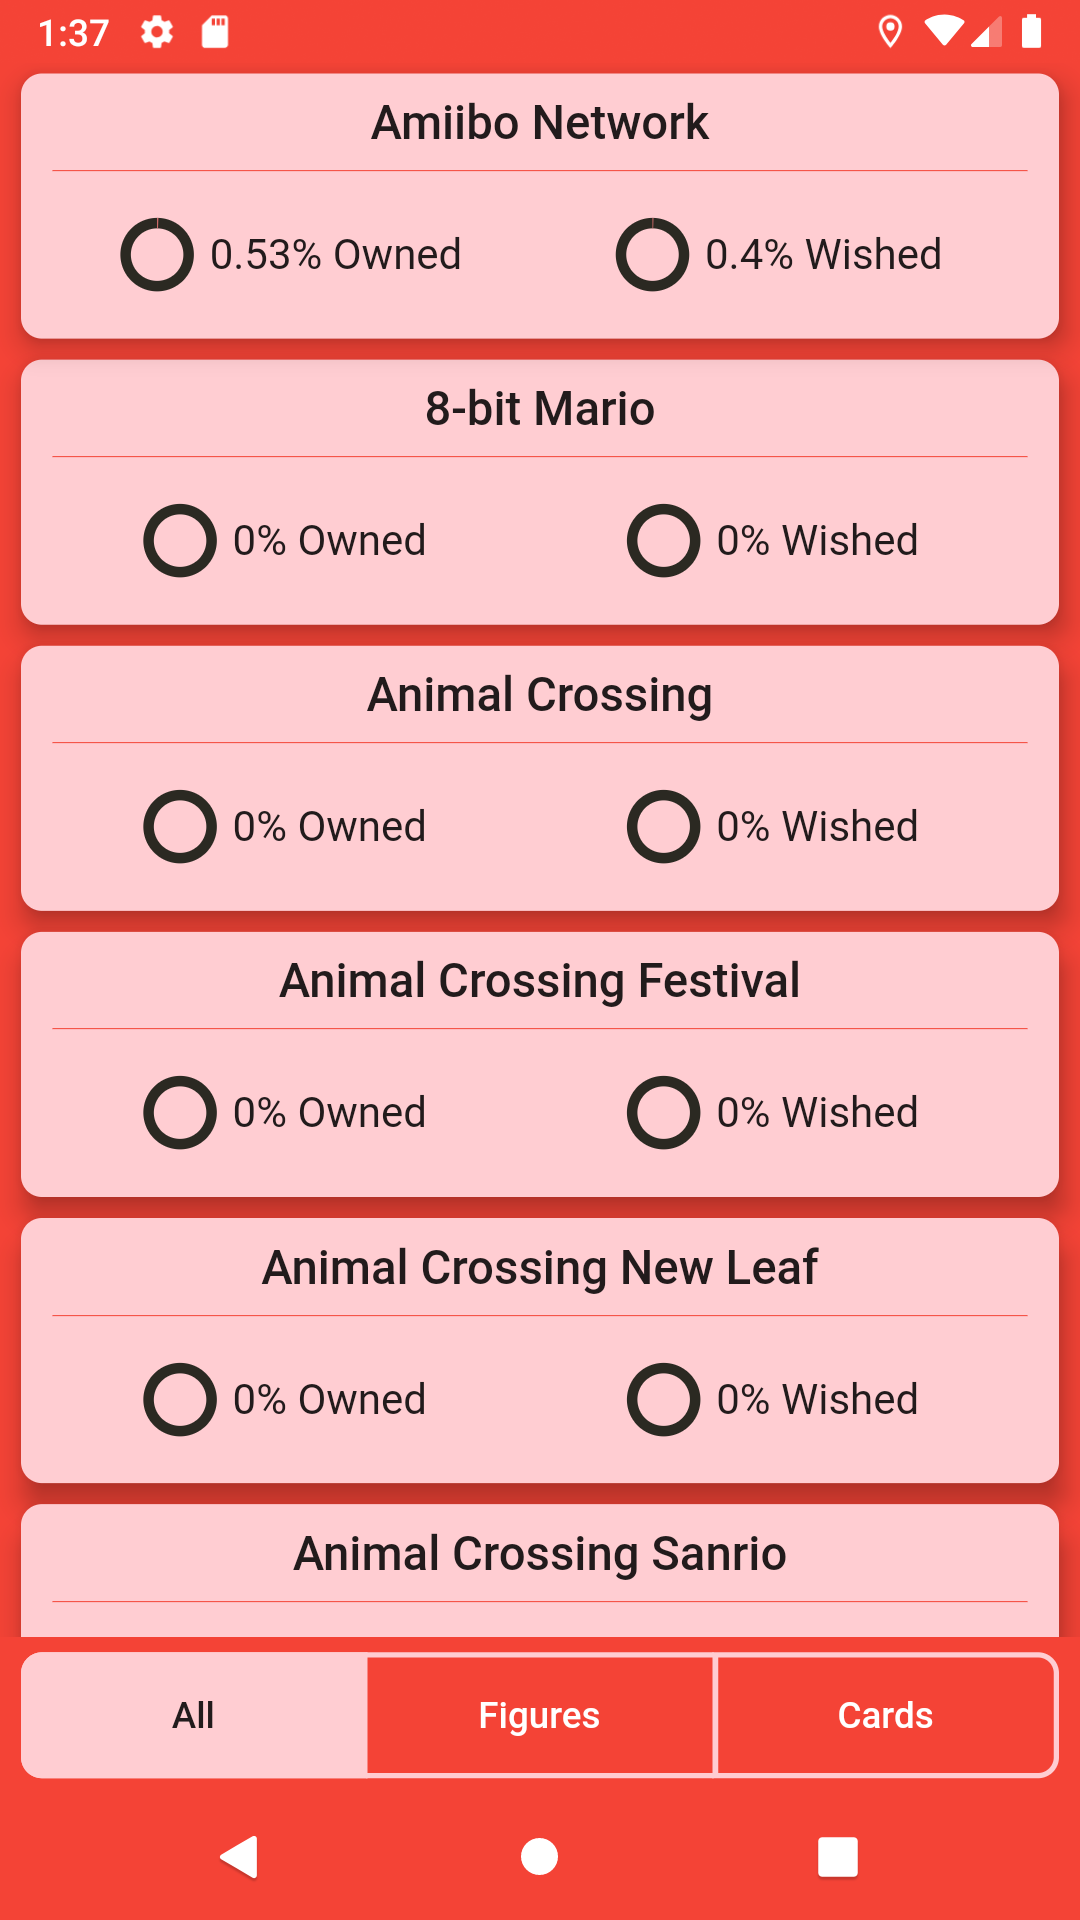 1:37
Amiibo Network
0.53% Owned 0.4% Wished
8-bit Mario
0% Owned 0% Wished
Animal Crossing
0% Owned 0% Wished
Animal Crossing Festival
0% Owned 0% Wished
Animal Crossing New Leaf
0% Owned 0% Wished
Animal Crossing Sanrio
All Figures Cards